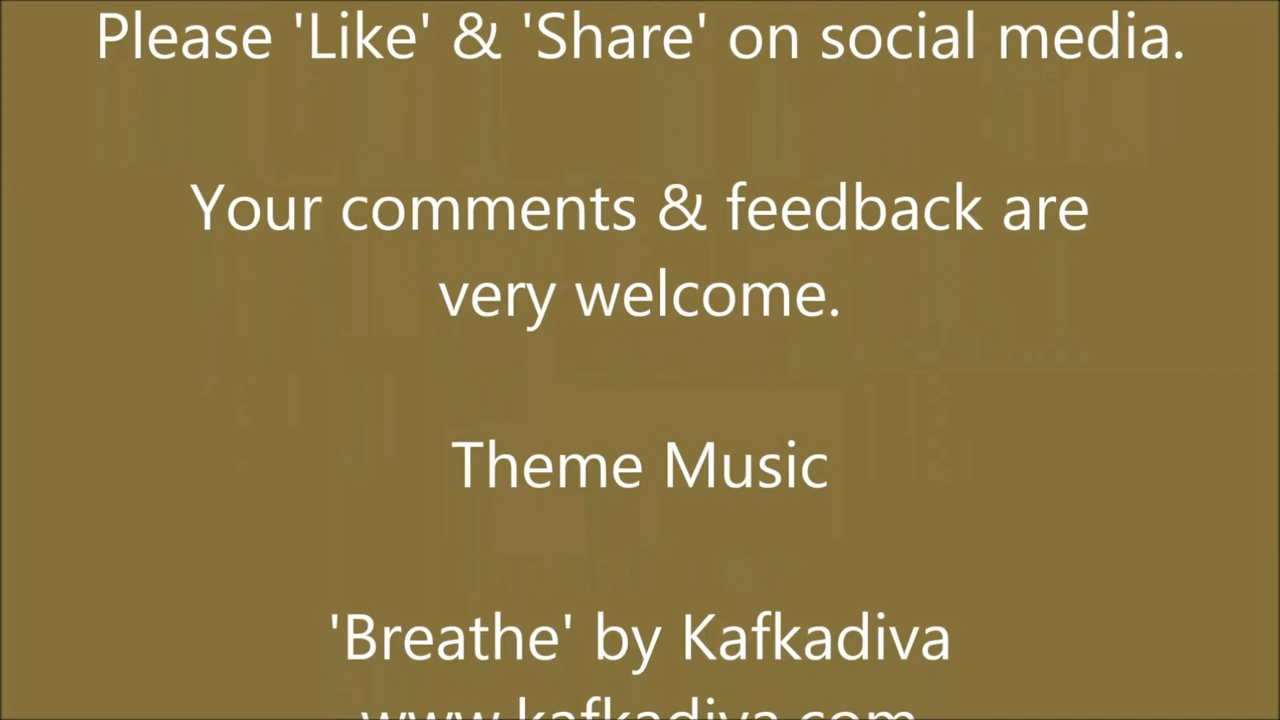 Please 'Like' & 'Share' on social media.
Your comments & feedback are
very welcome.
Theme Music
'Breathe' by Kafkadiva
www.kafkadiva.com